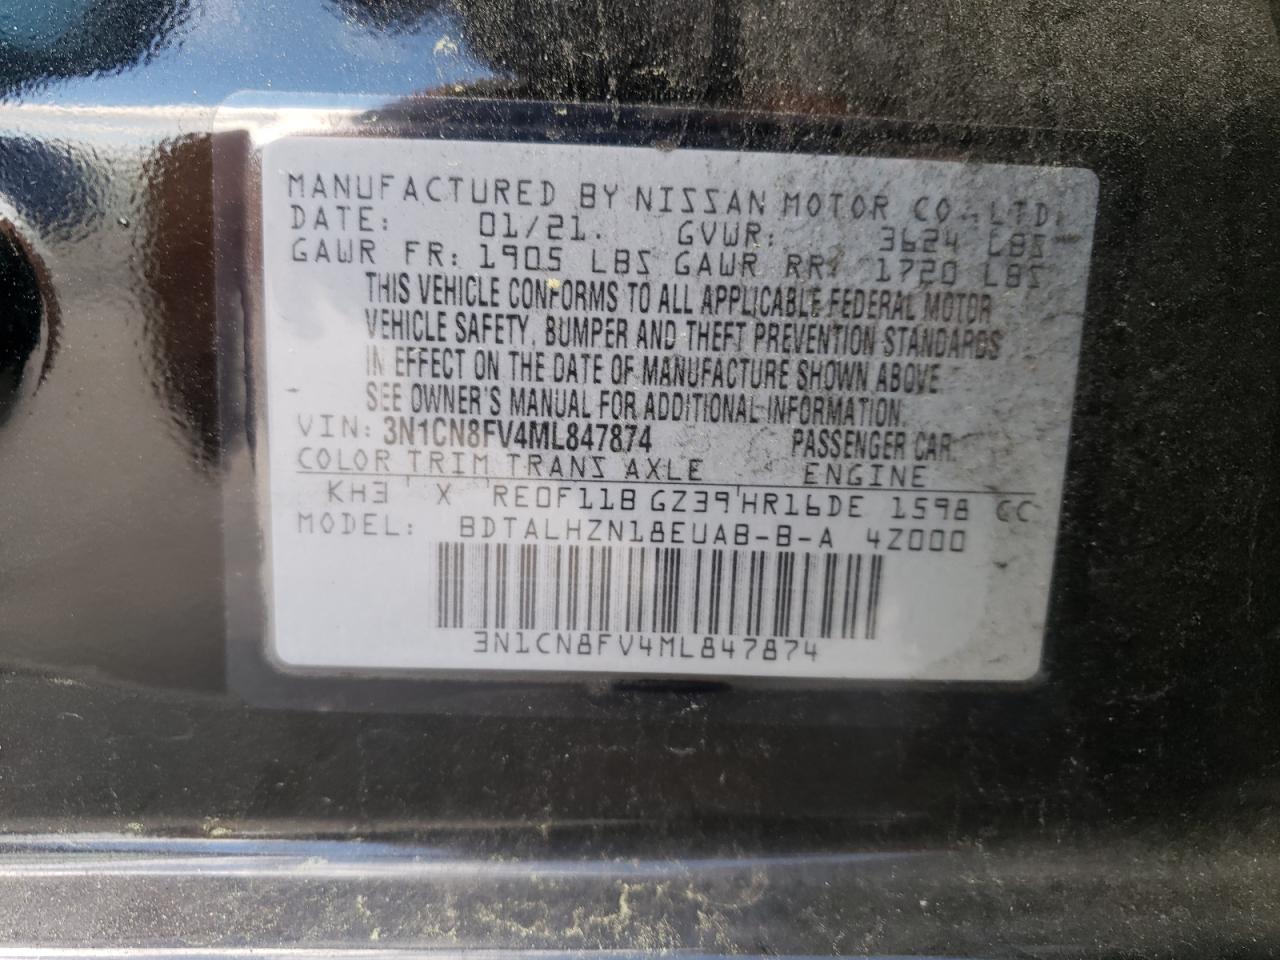 MANUFACTURED BY NISSAN MOTOR CO.,LTD.
DATE: 01/21. GVWR: 3624 LBS
GAWR FR: 1905 LBS GAWR RR: 1720 LBS
THIS VEHICLE CONFORMS TO ALL APPLICABLE FEDERAL MOTOR
VEHICLE SAFETY, BUMPER AND THEFT PREVENTION STANDARDS
IN EFFECT ON THE DATE OF MANUFACTURE SHOWN ABOVE
SEE OWNER'S MANUAL FOR ADDITIONAL INFORMATION.
VIN: 3N1CN8FV4ML847874 PASSENGER CAR
COLOR TRIM TRANS AXLE ENGINE
KH3 X RE0F11B GZ39 HR16DE 1598 CC
MODEL: BDTALHZN18EUAB-B-A 4Z000
3N1CN8FV4ML847874